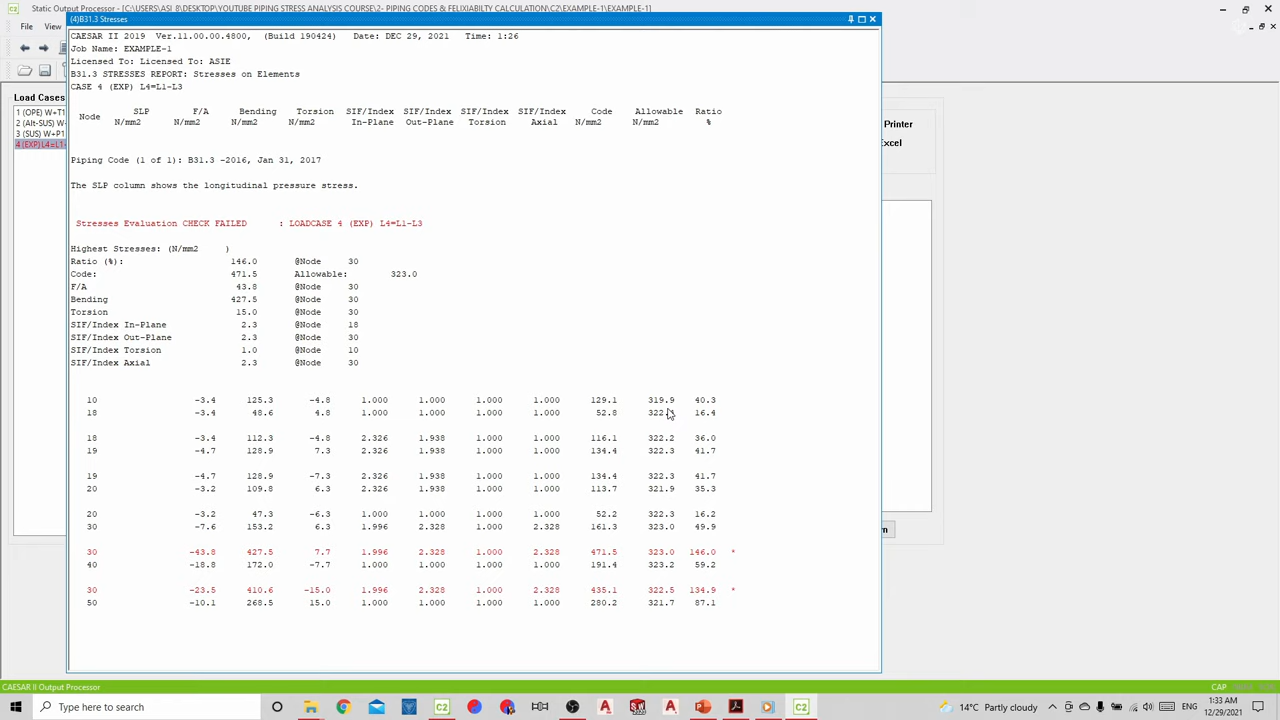 Static Output Processor - [C:\USERS\ASI 8\DESKTOP\YOUTUBE PIPING STRESS ANALYSIS COURSE\2- PIPING CODES & FELIXIABILTY CALCULATION\C2\EXAMPLE-1\EXAMPLE-1]
File View
(4)B31.3 Stresses
Load Cases
1 (OPE) W+T1
2 (Alt-SUS) W+
3 (SUS) W+P1
4 (EXP) L4=L1-
Printer
Excel
CAESAR II 2019 Ver.11.00.00.4800, (Build 190424) Date: DEC 29, 2021 Time: 1:26
Job Name: EXAMPLE-1
Licensed To: Licensed To: ASIE
B31.3 STRESSES REPORT: Stresses on Elements
CASE 4 (EXP) L4=L1-L3
Node SLP F/A Bending Torsion SIF/Index SIF/Index SIF/Index SIF/Index Code Allowable Ratio
N/mm2 N/mm2 N/mm2 N/mm2 In-Plane Out-Plane Torsion Axial N/mm2 N/mm2 %
Piping Code (1 of 1): B31.3 -2016, Jan 31, 2017
The SLP column shows the longitudinal pressure stress.
Stresses Evaluation CHECK FAILED : LOADCASE 4 (EXP) L4=L1-L3
Highest Stresses: (N/mm2 )
Ratio (%): 146.0 @Node 30
Code: 471.5 Allowable: 323.0
F/A 43.8 @Node 30
Bending 427.5 @Node 30
Torsion 15.0 @Node 30
SIF/Index In-Plane 2.3 @Node 18
SIF/Index Out-Plane 2.3 @Node 30
SIF/Index Torsion 1.0 @Node 10
SIF/Index Axial 2.3 @Node 30
10 -3.4 125.3 -4.8 1.000 1.000 1.000 1.000 129.1 319.9 40.3
18 -3.4 48.6 4.8 1.000 1.000 1.000 1.000 52.8 322. 16.4
18 -3.4 112.3 -4.8 2.326 1.938 1.000 1.000 116.1 322.2 36.0
19 -4.7 128.9 7.3 2.326 1.938 1.000 1.000 134.4 322.3 41.7
19 -4.7 128.9 -7.3 2.326 1.938 1.000 1.000 134.4 322.3 41.7
20 -3.2 109.8 6.3 2.326 1.938 1.000 1.000 113.7 321.9 35.3
20 -3.2 47.3 -6.3 1.000 1.000 1.000 1.000 52.2 322.3 16.2
30 -7.6 153.2 6.3 1.996 2.328 1.000 2.328 161.3 323.0 49.9
30 -43.8 427.5 7.7 1.996 2.328 1.000 2.328 471.5 323.0 146.0 *
40 -18.8 172.0 -7.7 1.000 1.000 1.000 1.000 191.4 323.2 59.2
30 -23.5 410.6 -15.0 1.996 2.328 1.000 2.328 435.1 322.5 134.9 *
50 -10.1 268.5 15.0 1.000 1.000 1.000 1.000 280.2 321.7 87.1
CAESAR II Output Processor
CAP
Type here to search
14°C Partly cloudy
ENG
1:33 AM
12/29/2021